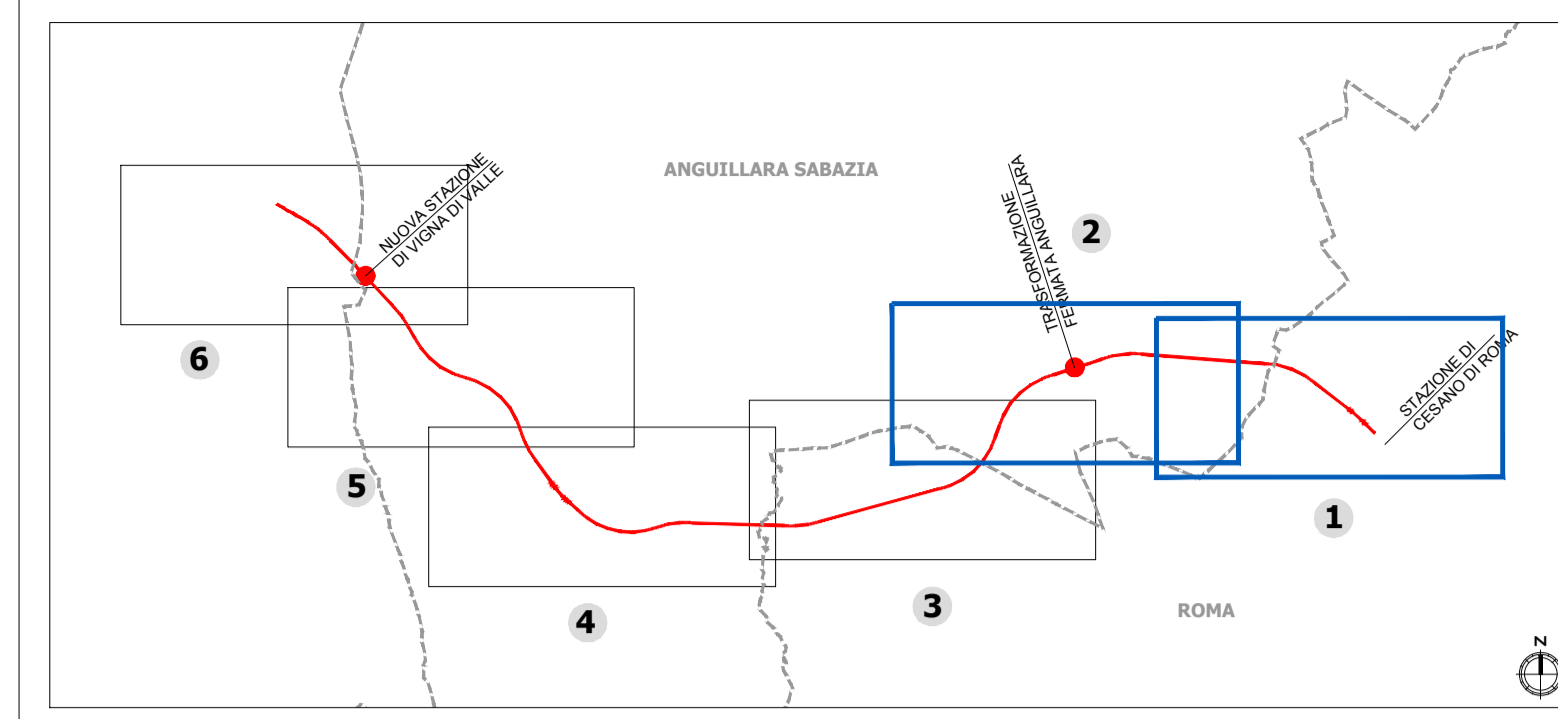 ANGUILLARA SABAZIA
NUOVA STAZIONE
DI VIGNA DI VALLE
TRASFORMAZIONE
FERMATA ANGUILLARA
2
6
STAZIONE DI
CESANO DI ROMA
5
1
3
4
ROMA
N